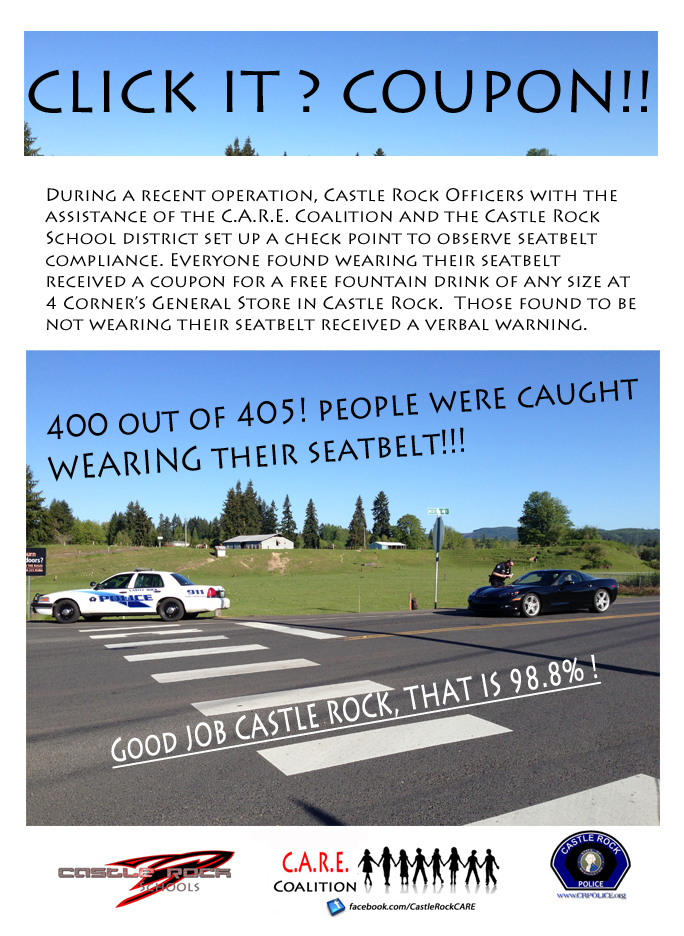 CLICK IT ? COUPON!!
DURING A RECENT OPERATION, CASTLE ROCK OFFICERS WITH THE
ASSISTANCE OF THE C.A.R.E. COALITION AND THE CASTLE ROCK
SCHOOL DISTRICT SET UP A CHECK POINT TO OBSERVE SEATBELT
COMPLIANCE. EVERYONE FOUND WEARING THEIR SEATBELT
RECEIVED A COUPON FOR A FREE FOUNTAIN DRINK OF ANY SIZE AT
4 CORNER'S GENERAL STORE IN CASTLE ROCK. THOSE FOUND TO BE
NOT WEARING THEIR SEATBELT RECEIVED A VERBAL WARNING.
400 OUT OF 405! PEOPLE WERE CAUGHT
WEARING THEIR SEATBELT!!!
POLICE
911
GOOD JOB CASTLE ROCK, THAT IS 98.8% !
CASTLE ROCK
SCHOOLS
C.A.R.E.
COALITION
facebook.com/CastleRockCARE
CASTLE ROCK
POLICE
www.CRPOLICE.org